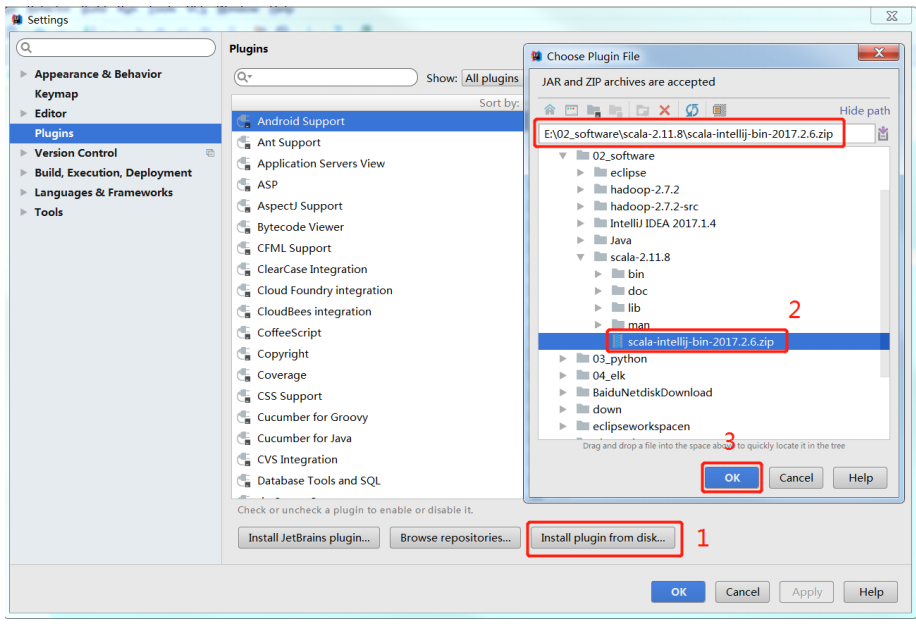 Settings
Appearance & Behavior
Keymap
Editor
Plugins
Version Control
Build, Execution, Deployment
Languages & Frameworks
Tools
Plugins
Show: All plugins
Sort by:
Android Support
Ant Support
Application Servers View
ASP
AspectJ Support
Bytecode Viewer
CFML Support
ClearCase Integration
Cloud Foundry integration
CloudBees integration
CoffeeScript
Copyright
Coverage
CSS Support
Cucumber for Groovy
Cucumber for Java
CVS Integration
Database Tools and SQL
Check or uncheck a plugin to enable or disable it.
Install JetBrains plugin...
Browse repositories...
Install plugin from disk...
1
Choose Plugin File
JAR and ZIP archives are accepted
Hide path
E:\02_software\scala-2.11.8\scala-intellij-bin-2017.2.6.zip
02_software
eclipse
hadoop-2.7.2
hadoop-2.7.2-src
IntelliJ IDEA 2017.1.4
Java
scala-2.11.8
bin
doc
lib
man
2
scala-intellij-bin-2017.2.6.zip
03_python
04_elk
BaiduNetdiskDownload
down
eclipseworkspacen
3
Drag and drop a file into the space above to quickly locate it in the tree
OK
Cancel
Help
OK
Cancel
Apply
Help